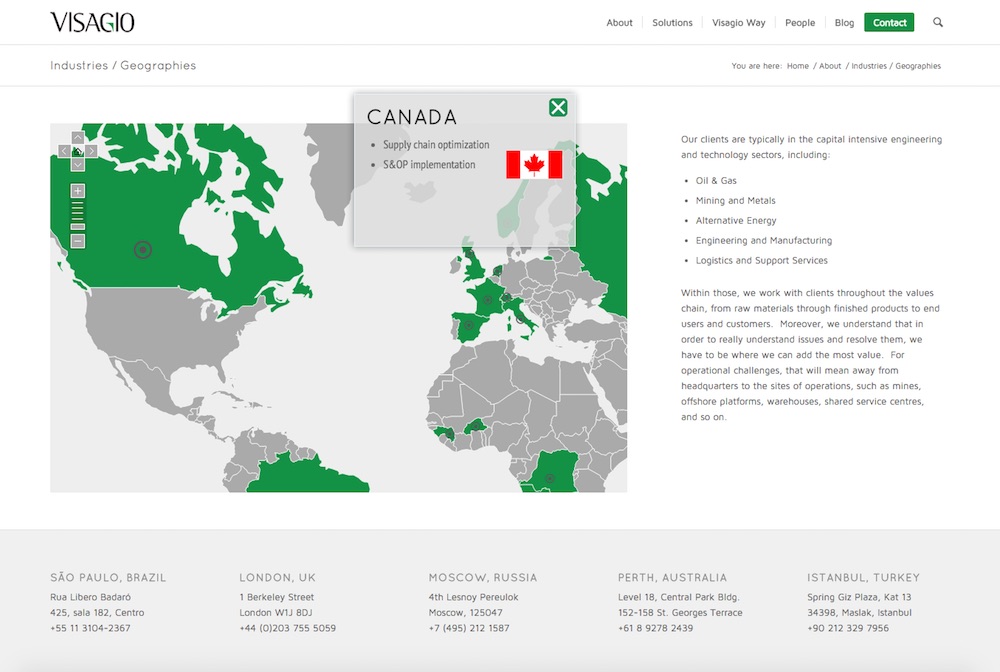 VISAGIO
About
Solutions
Visagio Way
People
Blog
Contact
Industries / Geographies
You are here: Home / About / Industries / Geographies
CANADA
Supply chain optimization
S&OP implementation
Our clients are typically in the capital intensive engineering
and technology sectors, including:
Oil & Gas
Mining and Metals
Alternative Energy
Engineering and Manufacturing
Logistics and Support Services
Within those, we work with clients throughout the values
chain, from raw materials through finished products to end
users and customers. Moreover, we understand that in
order to really understand issues and resolve them, we
have to be where we can add the most value. For
operational challenges, that will mean away from
headquarters to the sites of operations, such as mines,
offshore platforms, warehouses, shared service centres,
and so on.
SÃO PAULO, BRAZIL
Rua Libero Badaró
425, sala 182, Centro
+55 11 3104-2367
LONDON, UK
1 Berkeley Street
London W1J 8DJ
+44 (0)203 755 5059
MOSCOW, RUSSIA
4th Lesnoy Pereulok
Moscow, 125047
+7 (495) 212 1587
PERTH, AUSTRALIA
Level 18, Central Park Bldg.
152-158 St. Georges Terrace
+61 8 9278 2439
ISTANBUL, TURKEY
Spring Giz Plaza, Kat 13
34398, Maslak, Istanbul
+90 212 329 7956